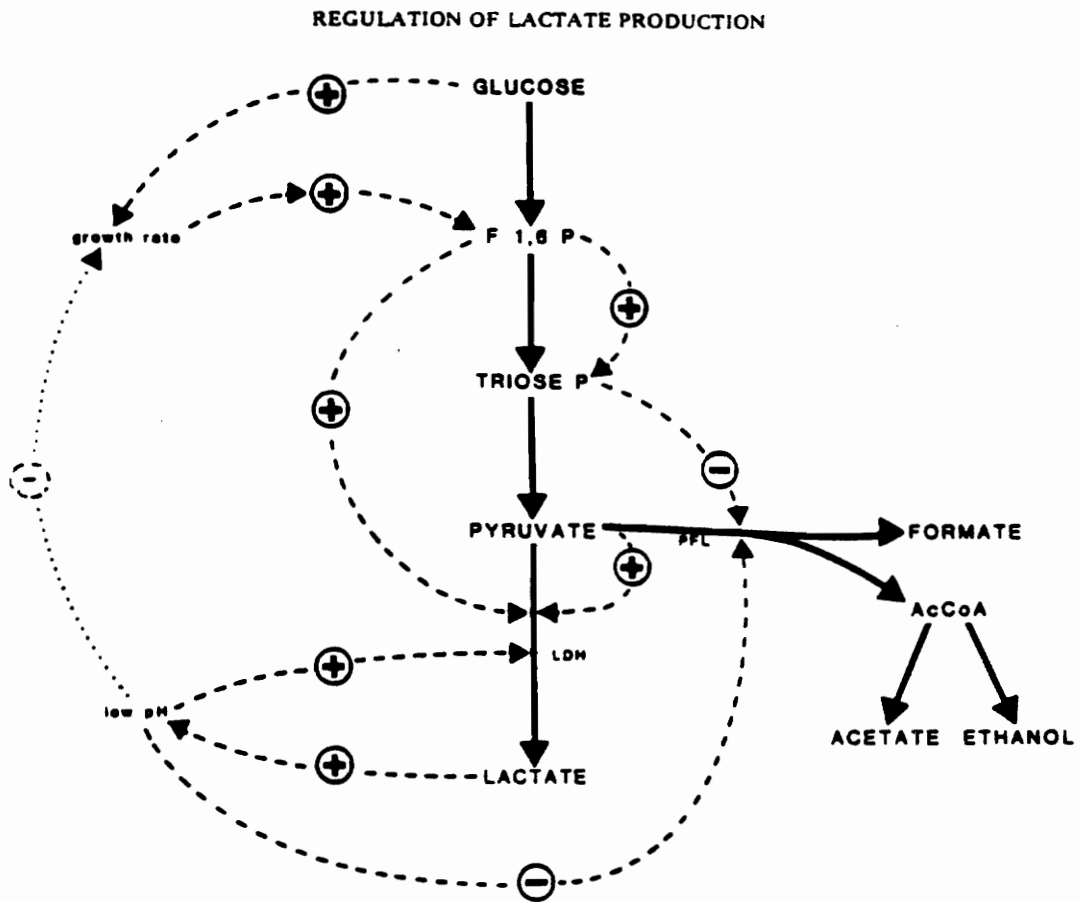 REGULATION OF LACTATE PRODUCTION
+
GLUCOSE
+
growth rate
F 1,6 P
+
TRIOSE P
+
-
-
PYRUVATE
PFL
FORMATE
+
AcCoA
LDH
+
low pH
ACETATE ETHANOL
+
LACTATE
-